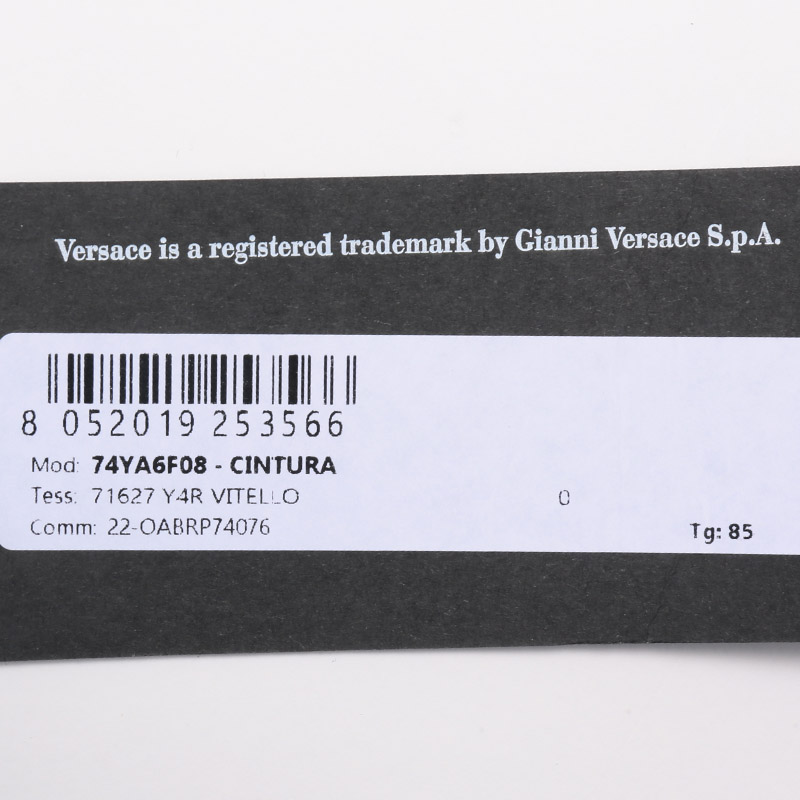 Versace is a registered trademark by Gianni Versace S.p.A.
8 052019 253566
Mod: 74YA6F08 - CINTURA
Tess: 71627 Y4R VITELLO 0
Comm: 22-OABRP74076
Tg: 85